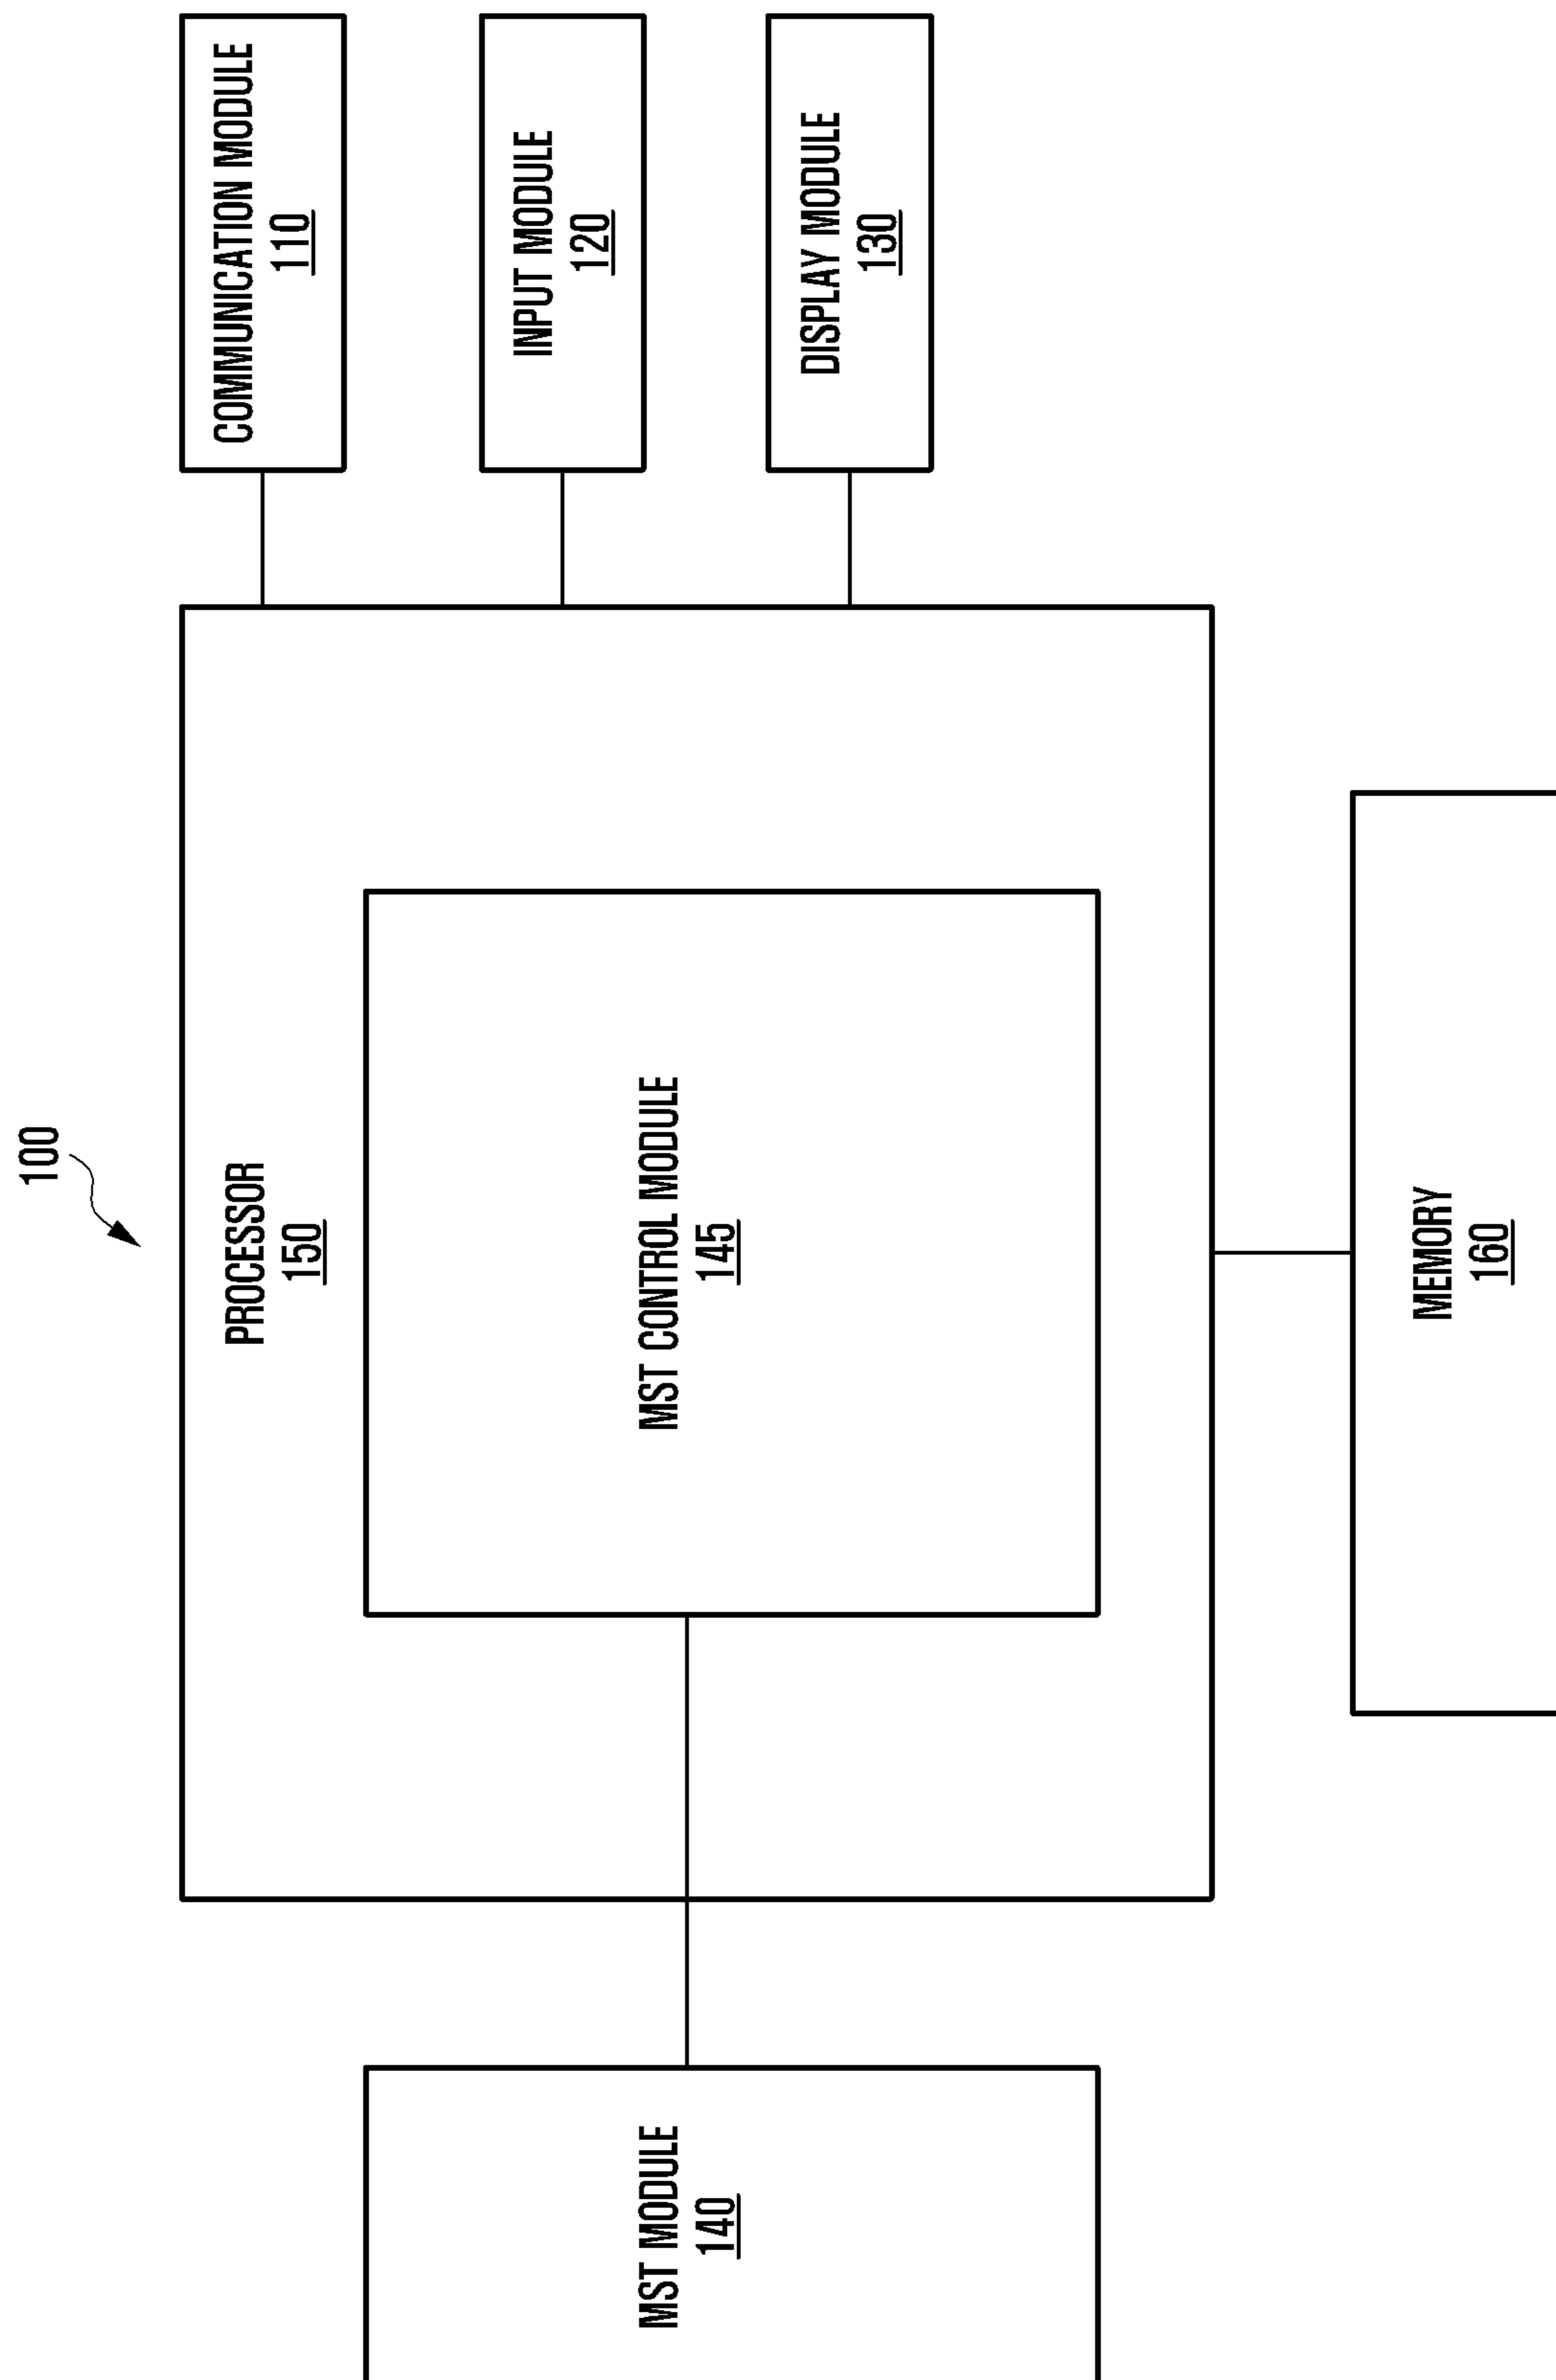 100
PROCESSOR
150
MST MODULE
140
MST CONTROL MODULE
145
COMMUNICATION MODULE
110
INPUT MODULE
120
DISPLAY MODULE
130
MEMORY
160